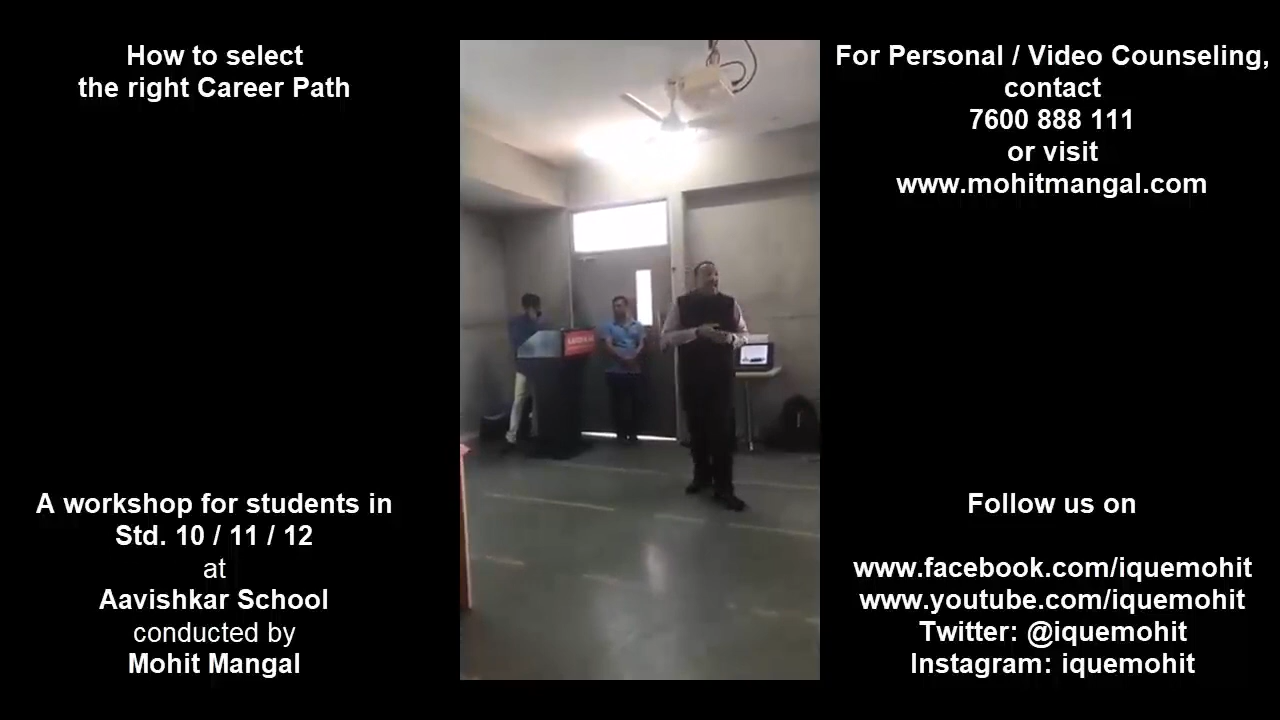 How to select
the right Career Path
For Personal / Video Counseling,
contact
7600 888 111
or visit
www.mohitmangal.com
A workshop for students in
Std. 10 / 11 / 12
at
Aavishkar School
conducted by
Mohit Mangal
Follow us on
www.facebook.com/iquemohit
www.youtube.com/iquemohit
Twitter: @iquemohit
Instagram: iquemohit